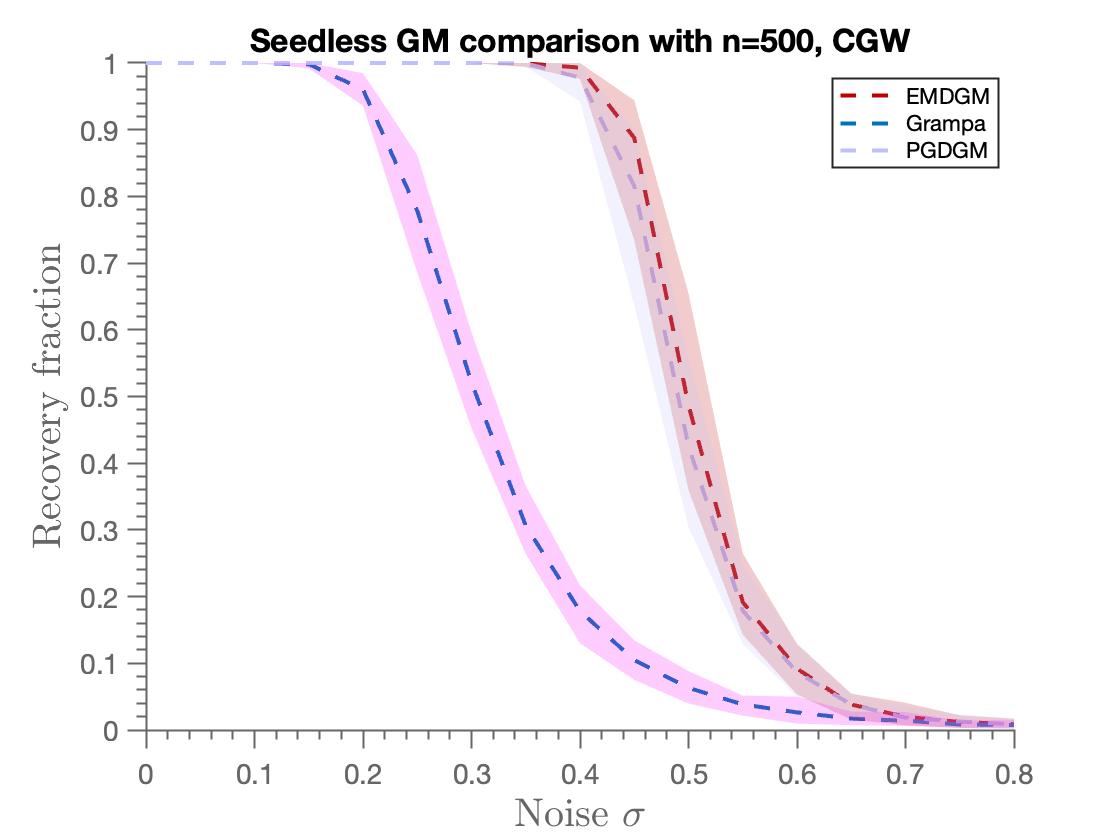 Seedless GM comparison with n=500, CGW
EMDGM
Grampa
PGDGM
Recovery fraction
1
0.9
0.8
0.7
0.6
0.5
0.4
0.3
0.2
0.1
0
0 0.1 0.2 0.3 0.4 0.5 0.6 0.7 0.8
Noise σ